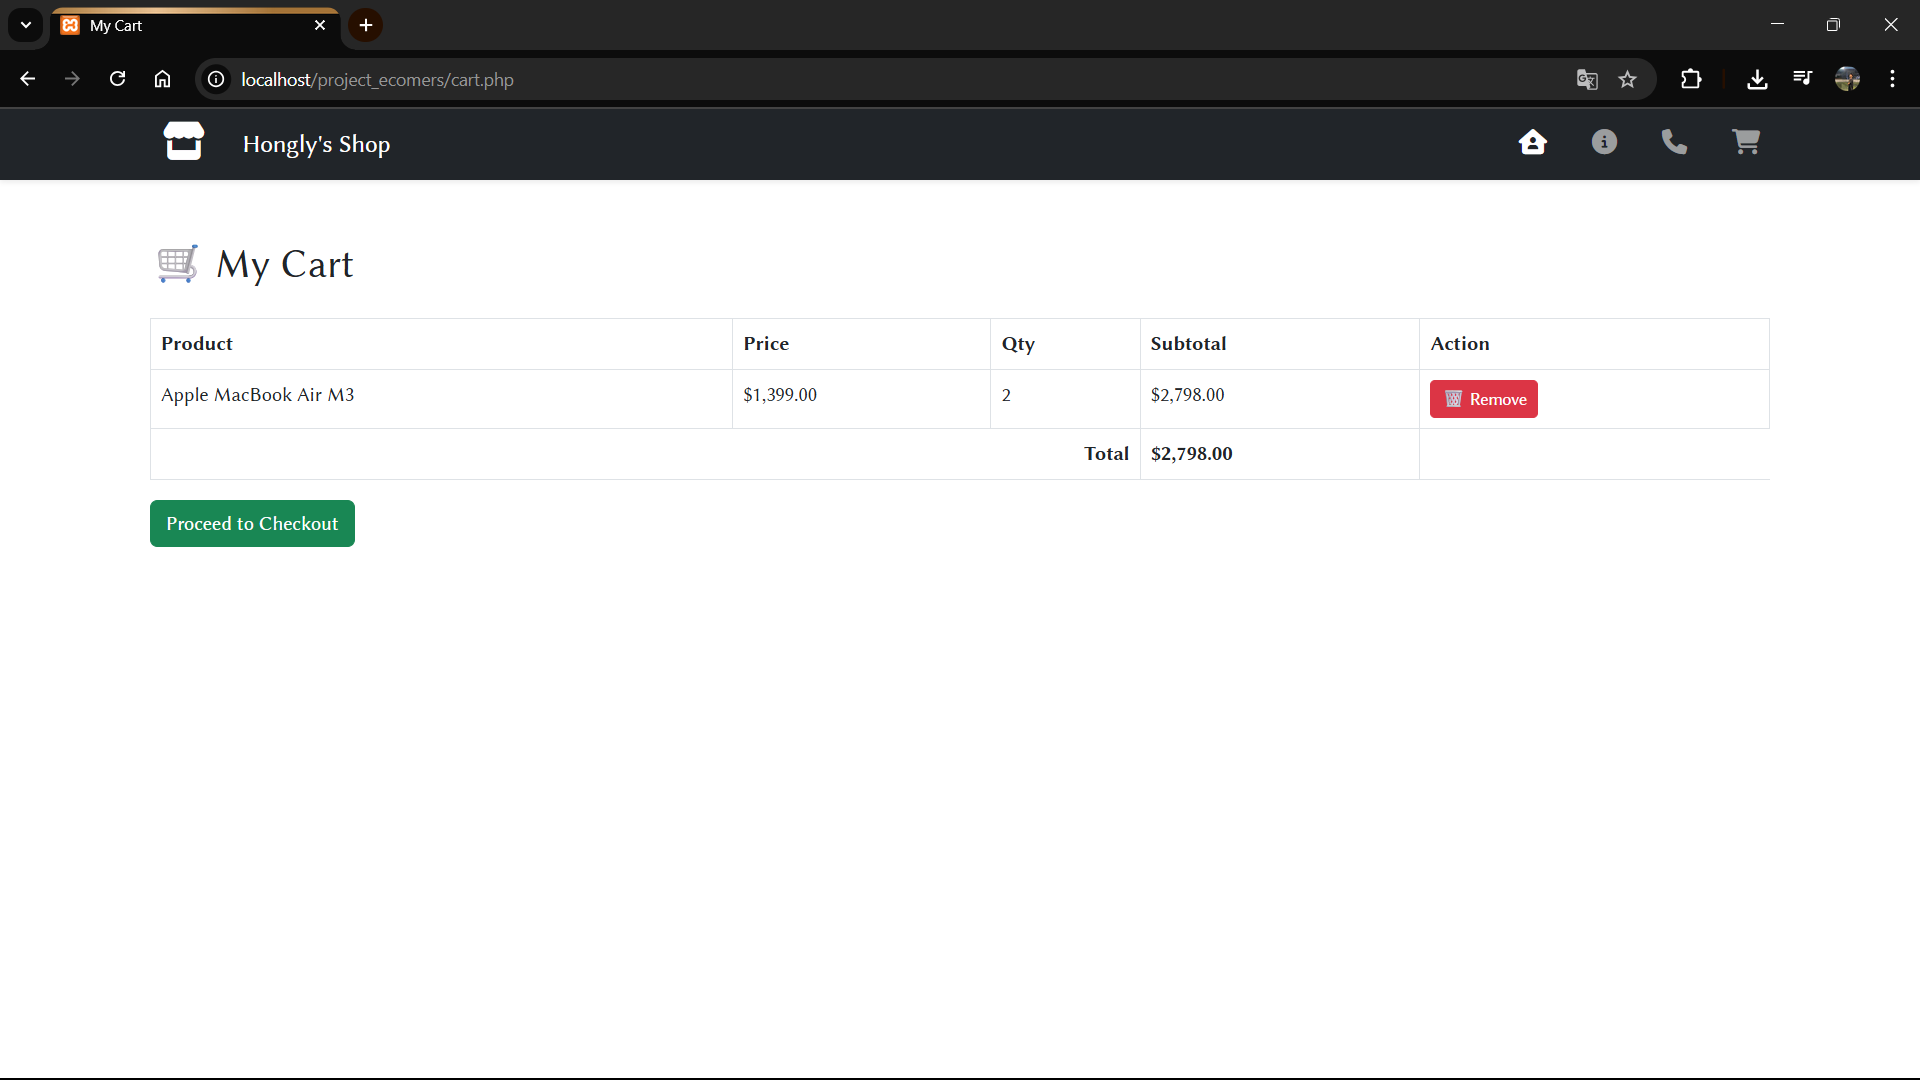 My Cart
localhost/project_ecomers/cart.php
Hongly's Shop
My Cart
Product Price Qty Subtotal Action
Apple MacBook Air M3 $1,399.00 2 $2,798.00 Remove
Total $2,798.00
Proceed to Checkout